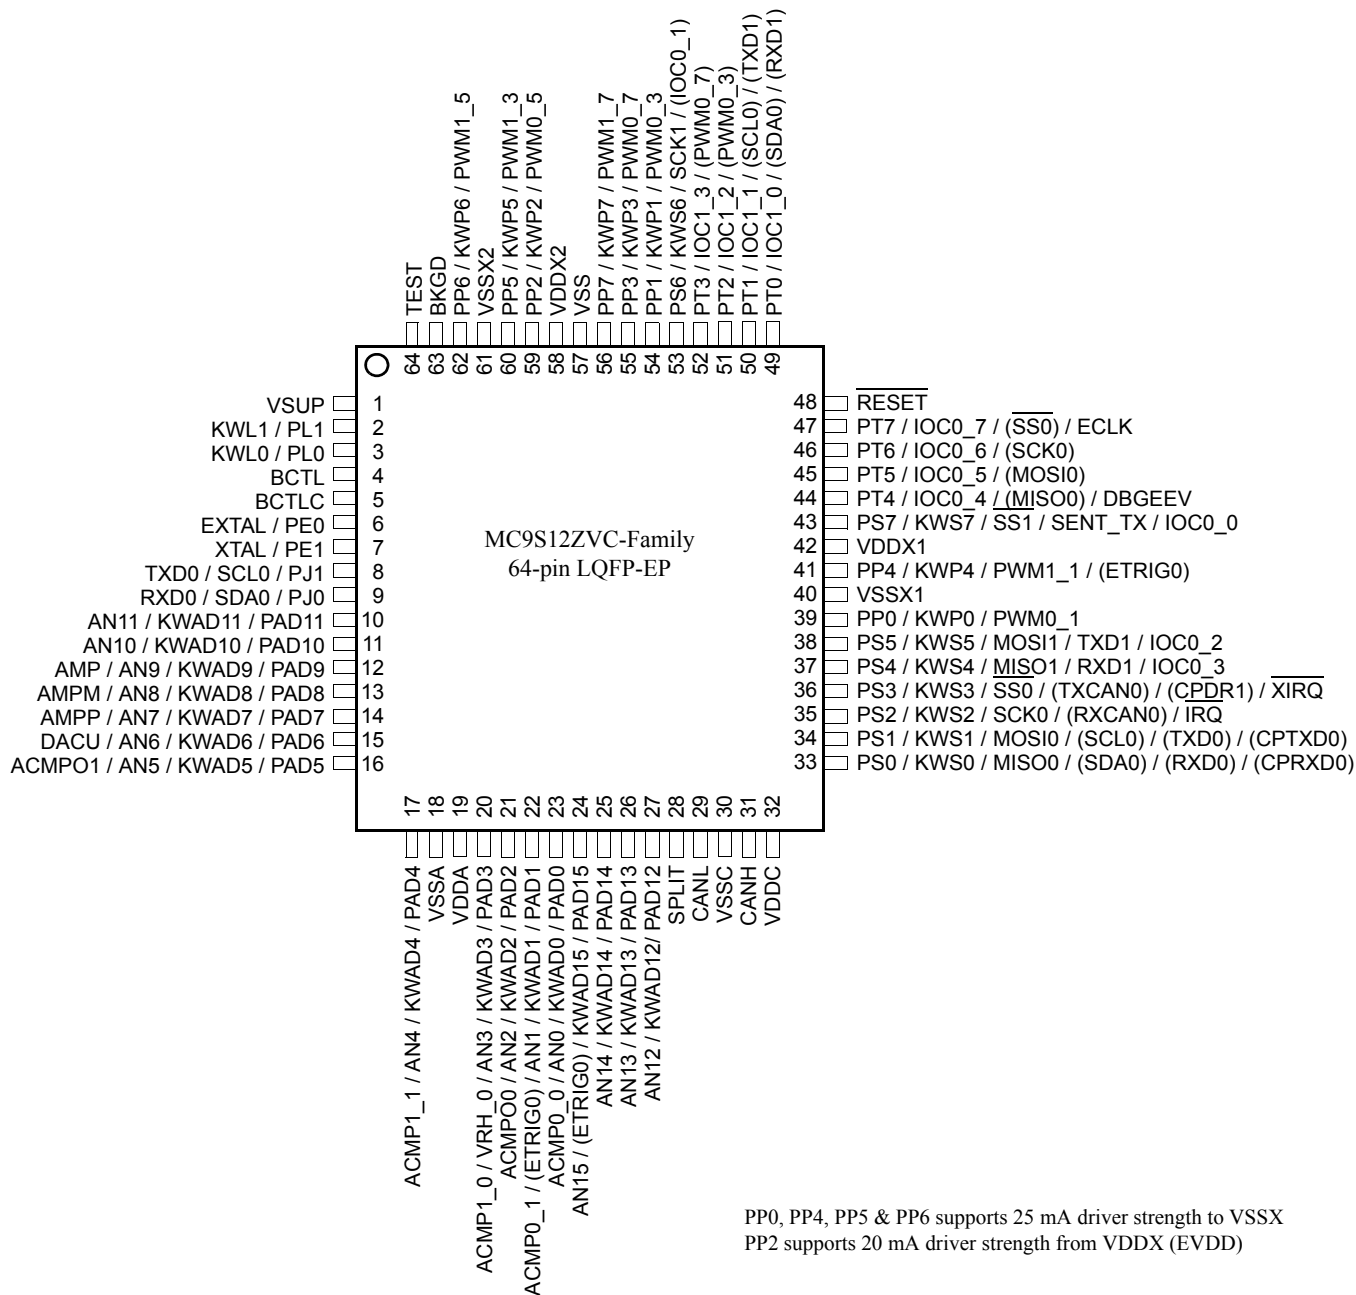 TEST
BKGD
PP6 / KWP6 / PWM1_5
VSSX2
PP5 / KWP5 / PWM1_3
PP2 / KWP2 / PWM0_5
VDDX2
VSS
PP7 / KWP7 / PWM1_7
PP3 / KWP3 / PWM0_7
PP1 / KWP1 / PWM0_3
PS6 / KWS6 / SCK1 / (IOC0_1)
PT3 / IOC1_3 / (PWM0_7)
PT2 / IOC1_2 / (PWM0_3)
PT1 / IOC1_1 / (SCL0) / (TXD1)
PT0 / IOC1_0 / (SDA0) / (RXD1)
64
63
62
61
60
59
58
57
56
55
54
53
52
51
50
49
VSUP 1
KWL1 / PL1 2
KWL0 / PL0 3
BCTL 4
BCTLC 5
EXTAL / PE0 6
XTAL / PE1 7
TXD0 / SCL0 / PJ1 8
RXD0 / SDA0 / PJ0 9
AN11 / KWAD11 / PAD11 10
AN10 / KWAD10 / PAD10 11
AMP / AN9 / KWAD9 / PAD9 12
AMPM / AN8 / KWAD8 / PAD8 13
AMPP / AN7 / KWAD7 / PAD7 14
DACU / AN6 / KWAD6 / PAD6 15
ACMPO1 / AN5 / KWAD5 / PAD5 16
MC9S12ZVC-Family
64-pin LQFP-EP
48 RESET
47 PT7 / IOC0_7 / (SS0) / ECLK
46 PT6 / IOC0_6 / (SCK0)
45 PT5 / IOC0_5 / (MOSI0)
44 PT4 / IOC0_4 / (MISO0) / DBGEEV
43 PS7 / KWS7 / SS1 / SENT_TX / IOC0_0
42 VDDX1
41 PP4 / KWP4 / PWM1_1 / (ETRIG0)
40 VSSX1
39 PP0 / KWP0 / PWM0_1
38 PS5 / KWS5 / MOSI1 / TXD1 / IOC0_2
37 PS4 / KWS4 / MISO1 / RXD1 / IOC0_3
36 PS3 / KWS3 / SS0 / (TXCAN0) / (CPDR1) / XIRQ
35 PS2 / KWS2 / SCK0 / (RXCAN0) / IRQ
34 PS1 / KWS1 / MOSI0 / (SCL0) / (TXD0) / (CPTXD0)
33 PS0 / KWS0 / MISO0 / (SDA0) / (RXD0) / (CPRXD0)
17
18
19
20
21
22
23
24
25
26
27
28
29
30
31
32
ACMP1_1 / AN4 / KWAD4 / PAD4
VSSA
VDDA
ACMP1_0 / VRH_0 / AN3 / KWAD3 / PAD3
ACMPO0 / AN2 / KWAD2 / PAD2
ACMP0_1 / (ETRIG0) / AN1 / KWAD1 / PAD1
ACMP0_0 / AN0 / KWAD0 / PAD0
AN15 / (ETRIG0) / KWAD15 / PAD15
AN14 / KWAD14 / PAD14
AN13 / KWAD13 / PAD13
AN12 / KWAD12/ PAD12
SPLIT
CANL
VSSC
CANH
VDDC
PP0, PP4, PP5 & PP6 supports 25 mA driver strength to VSSX
PP2 supports 20 mA driver strength from VDDX (EVDD)